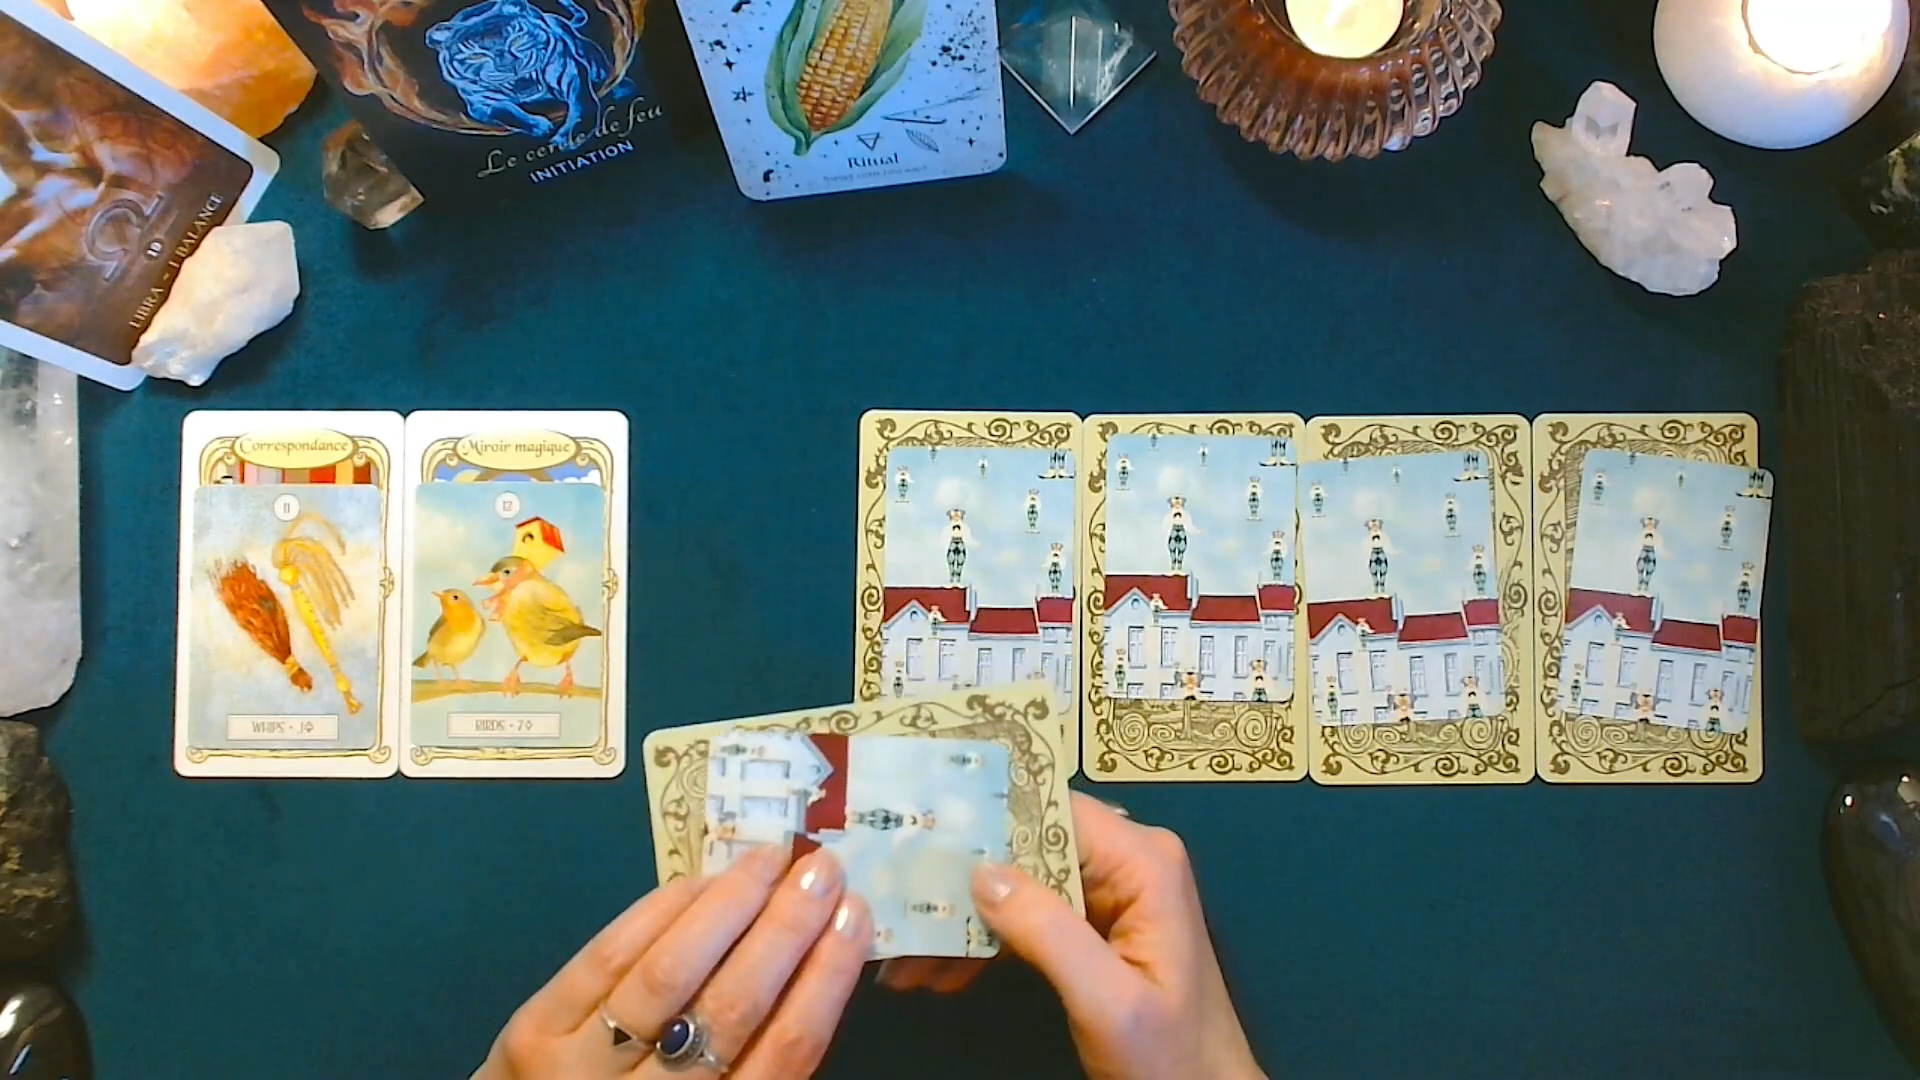 Le cercle de feu
INITIATION
Ritual
10
LIBRA ~ LA BALANCE
Correspondance
Miroir magique
11
12
WHIPS • J♢
BIRDS • 7♢